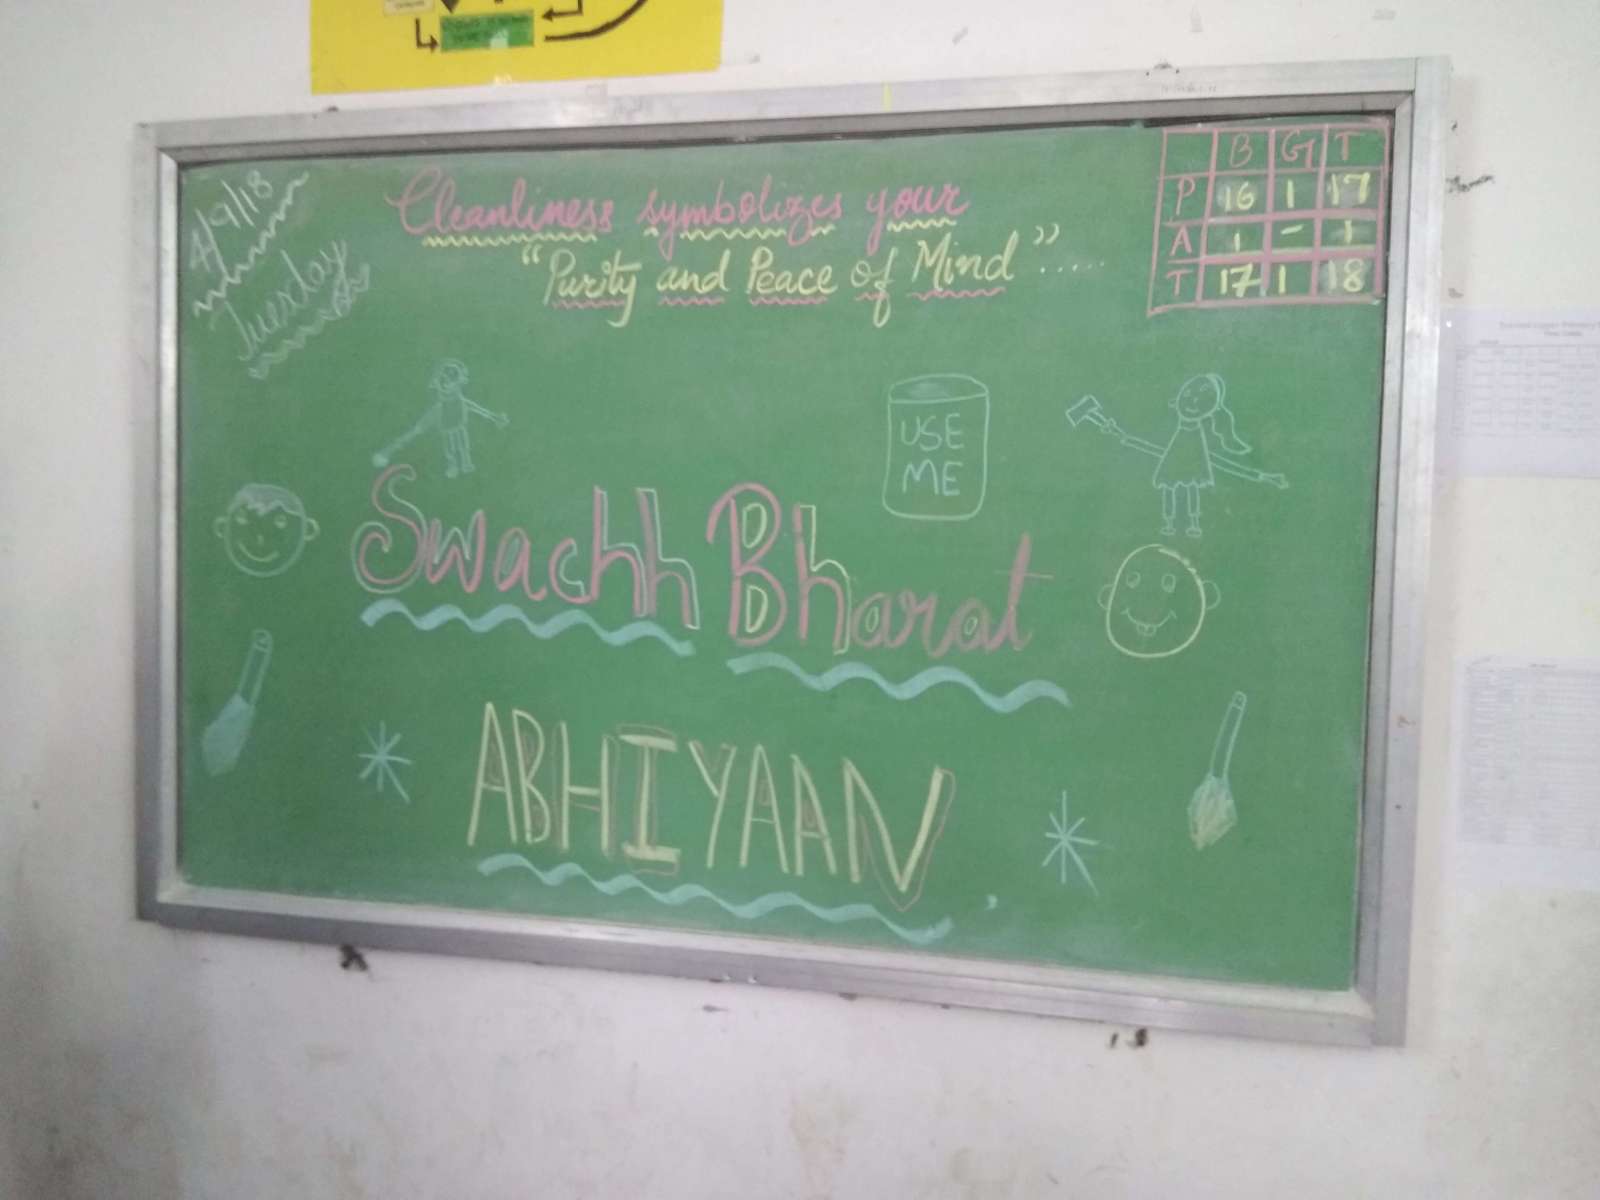 4/9/18
Tuesday
Cleanliness symbolizes your
"Purity and Peace of Mind".....
B G T
P 16 1 17
A 1 - 1
T 17 1 18
USE
ME
Swachh Bharat
ABHIYAAN